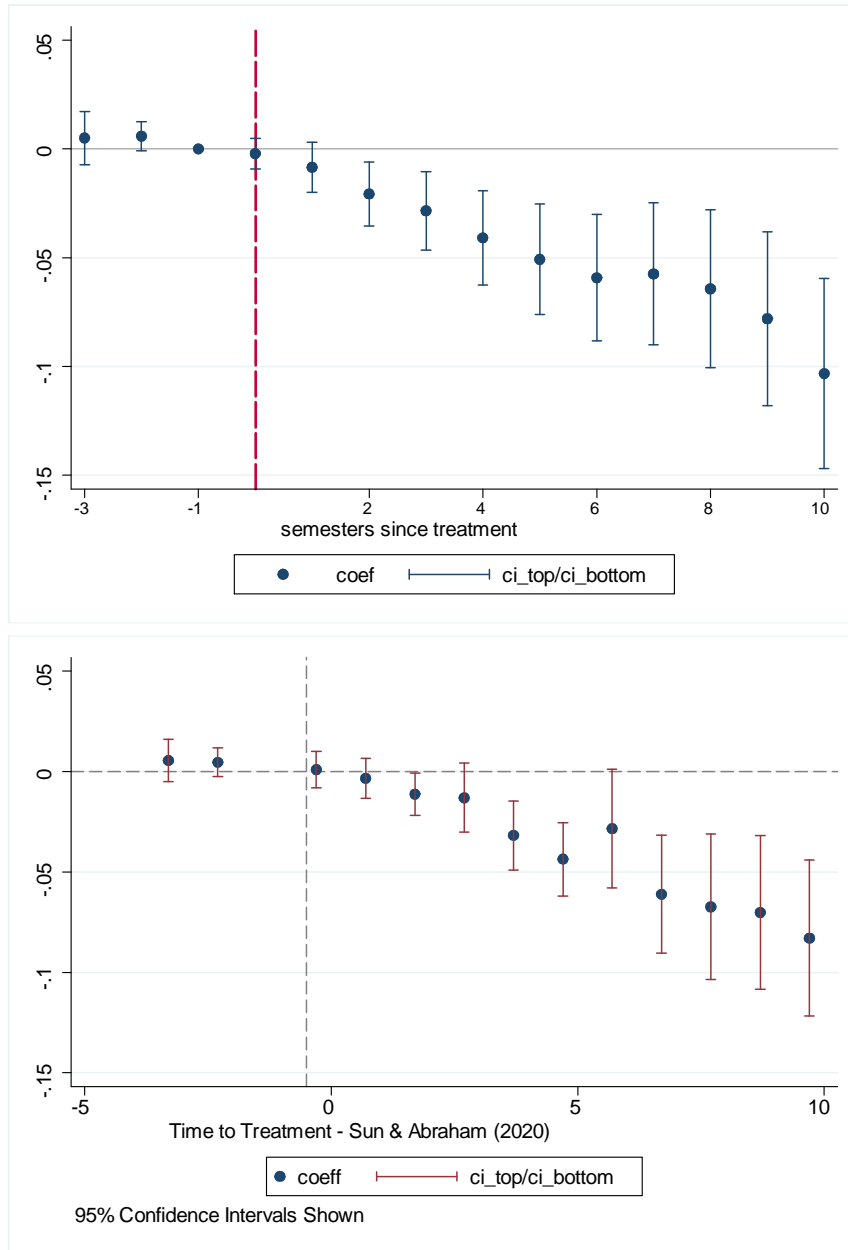 .05
0
-.05
-.1
-.15
-3 -1 2 4 6 8 10
semesters since treatment
coef ci_top/ci_bottom
.05
0
-.05
-.1
-.15
-5 0 5 10
Time to Treatment - Sun & Abraham (2020)
coeff ci_top/ci_bottom
95% Confidence Intervals Shown